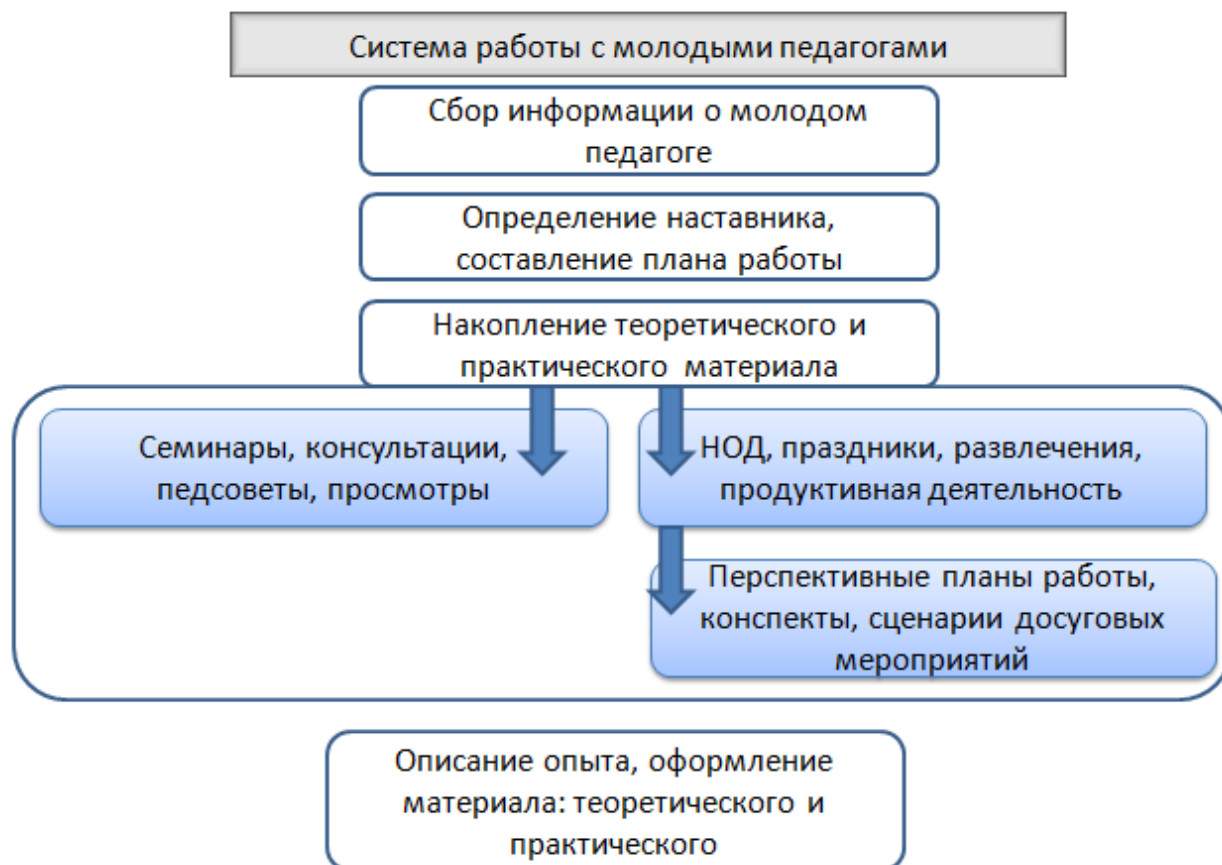 Система работы с молодыми педагогами
Сбор информации о молодом
педагоге
Определение наставника,
составление плана работы
Накопление теоретического и
практического материала
Семинары, консультации,
педсоветы, просмотры
НОД, праздники, развлечения,
продуктивная деятельность
Перспективные планы работы,
конспекты, сценарии досуговых
мероприятий
Описание опыта, оформление
материала: теоретического и
практического